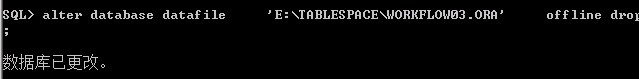 SQL> alter database datafile     'E:\TABLESPACE\WORKFLOW03.ORA'     offline drop
;
数据库已更改。